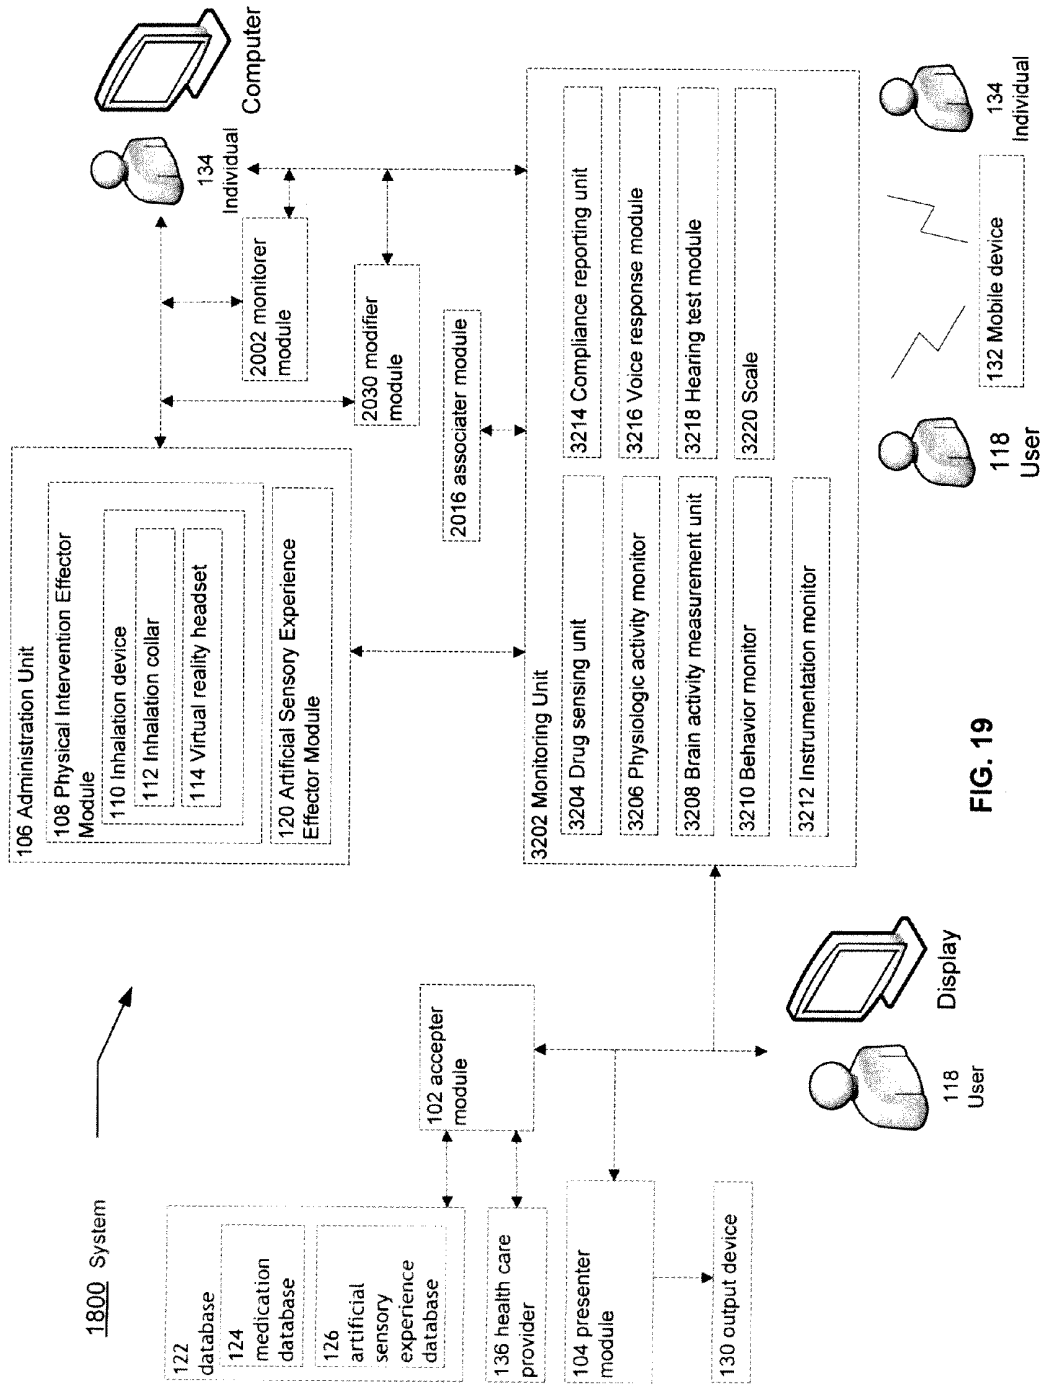 1800 System
122
database
124
medication
database
126
artificial
sensory
experience
database
136 health care
provider
104 presenter
module
130 output device
102 accepter
module
118
User
Display
106 Administration Unit
108 Physical Intervention Effector
Module
110 Inhalation device
112 Inhalation collar
114 Virtual reality headset
120 Artificial Sensory Experience
Effector Module
134
Individual
Computer
2002 monitorer
module
2030 modifier
module
2016 associater module
3202 Monitoring Unit
3204 Drug sensing unit
3206 Physiologic activity monitor
3208 Brain activity measurement unit
3210 Behavior monitor
3212 Instrumentation monitor
3214 Compliance reporting unit
3216 Voice response module
3218 Hearing test module
3220 Scale
118
User
132 Mobile device
134
Individual
FIG. 19